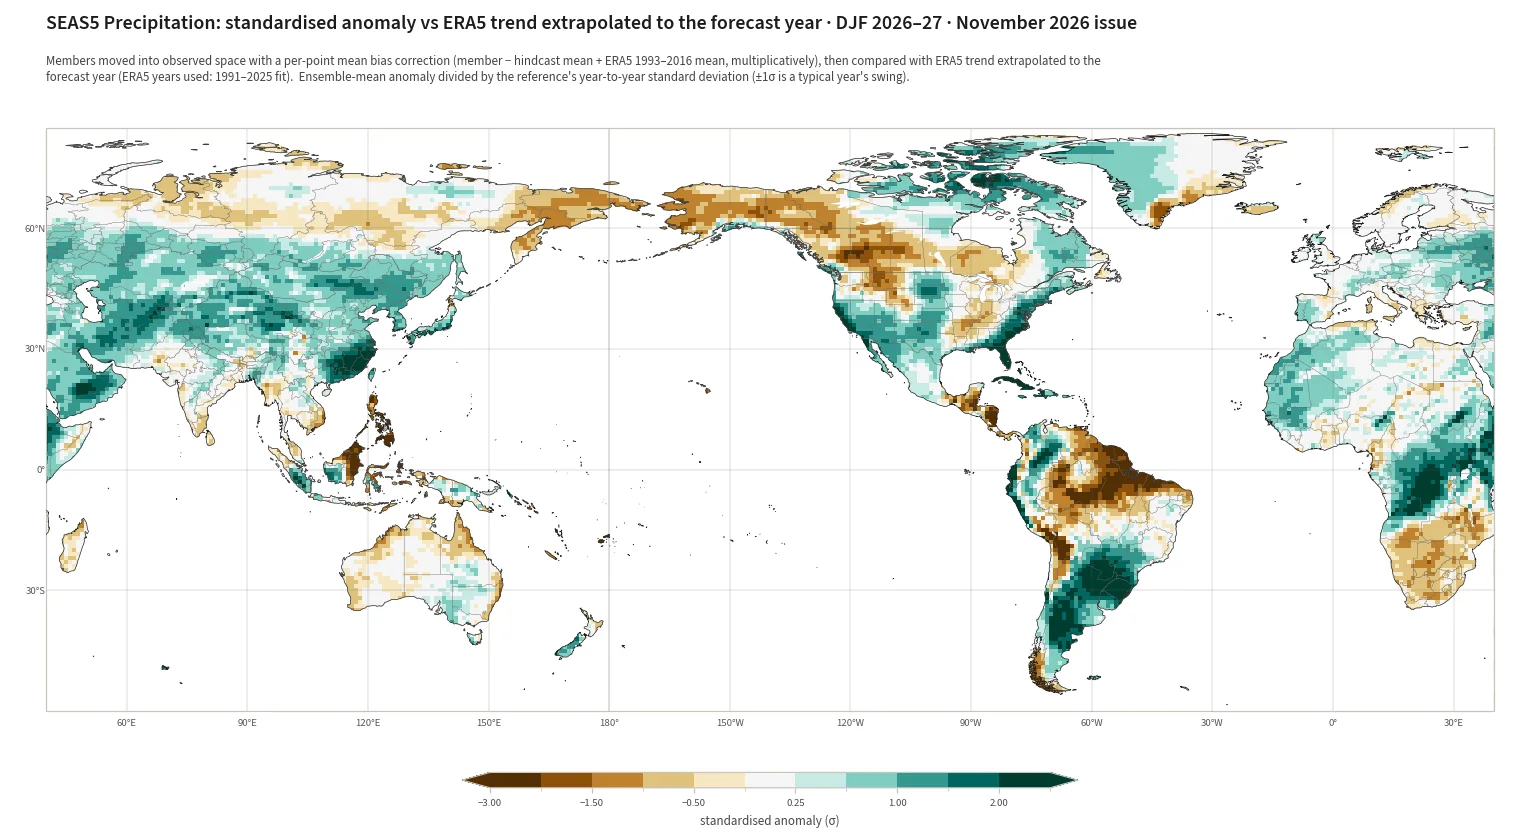 SEAS5 Precipitation: standardised anomaly vs ERA5 trend extrapolated to the forecast year · DJF 2026–27 · November 2026 issue
Members moved into observed space with a per-point mean bias correction (member − hindcast mean + ERA5 1993–2016 mean, multiplicatively), then compared with ERA5 trend extrapolated to the
forecast year (ERA5 years used: 1991–2025 fit).  Ensemble-mean anomaly divided by the reference's year-to-year standard deviation (±1σ is a typical year's swing).
60°N
30°N
0°
30°S
60°E 90°E 120°E 150°E 180° 150°W 120°W 90°W 60°W 30°W 0° 30°E
−3.00 −1.50 −0.50 0.25 1.00 2.00
standardised anomaly (σ)